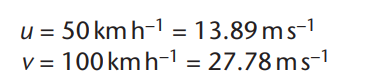 u = 50 km h⁻¹ = 13.89 m s⁻¹
v = 100 km h⁻¹ = 27.78 m s⁻¹